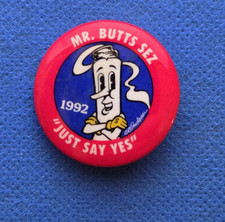 MR. BUTTS SEZ
1992
"JUST SAY YES"